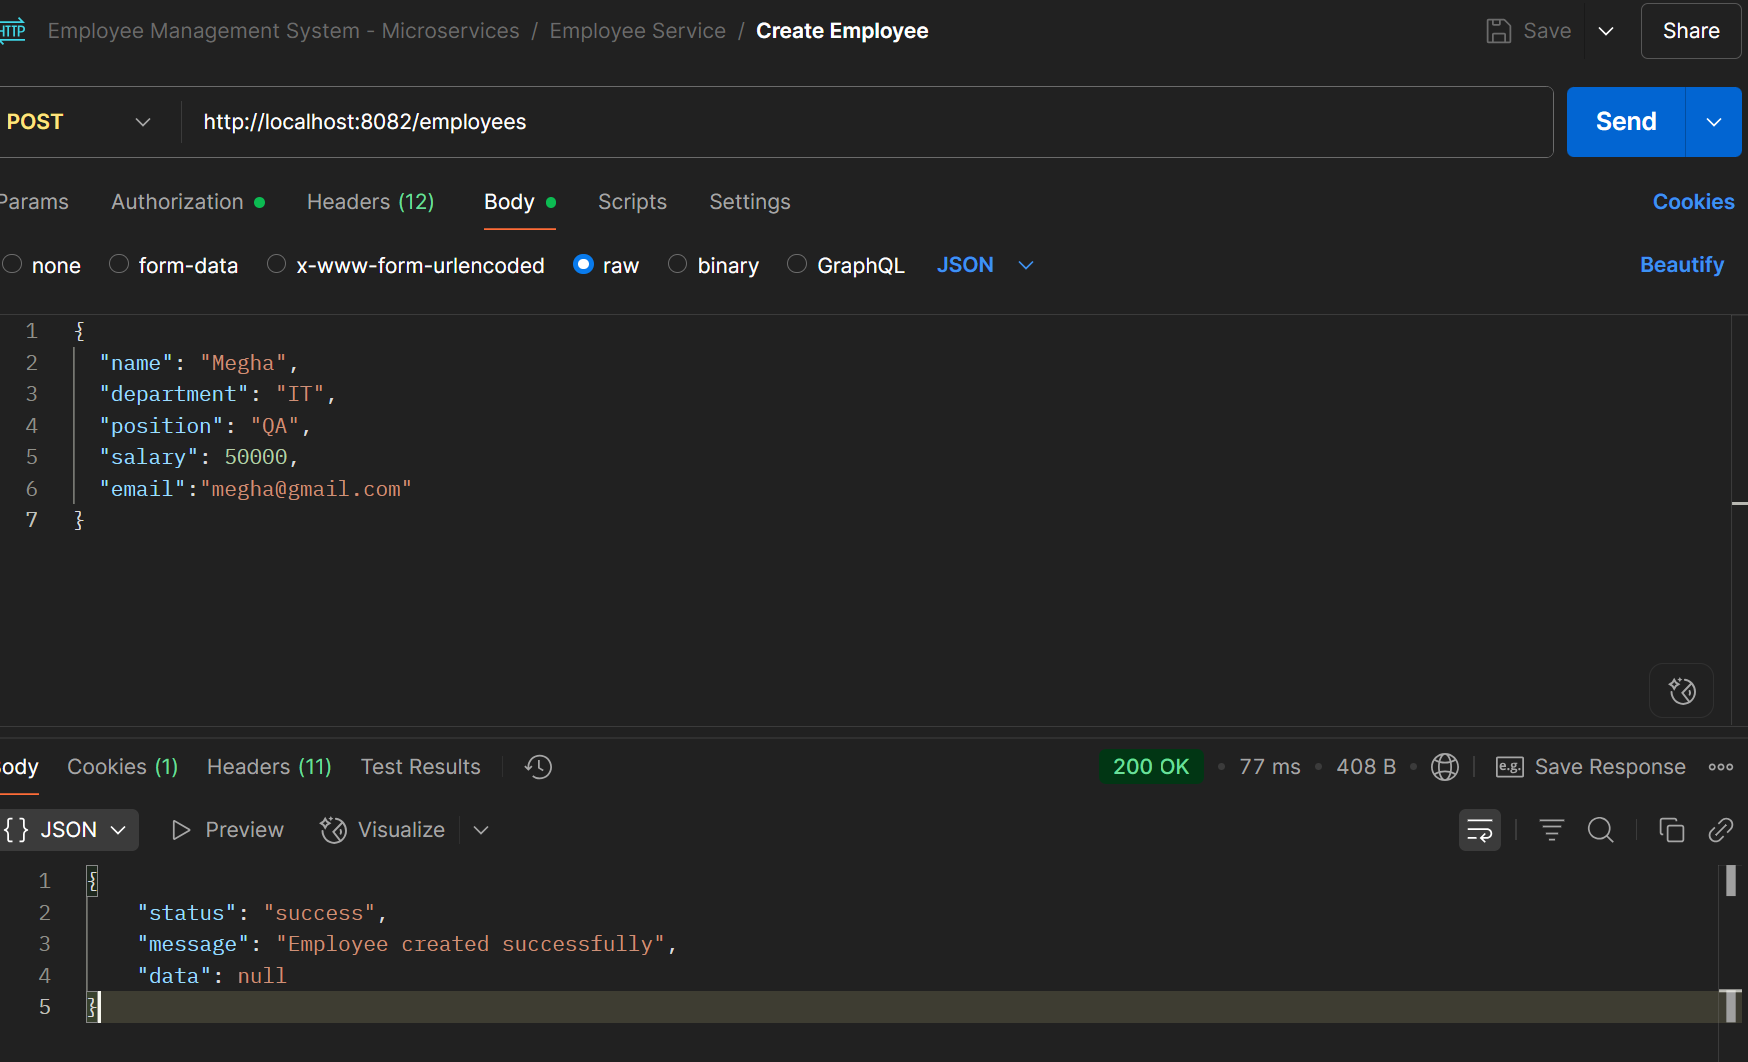 HTTP Employee Management System - Microservices / Employee Service / Create Employee Save Share
POST http://localhost:8082/employees Send
Params Authorization Headers (12) Body Scripts Settings Cookies
none form-data x-www-form-urlencoded raw binary GraphQL JSON Beautify
1 {
2 "name": "Megha",
3 "department": "IT",
4 "position": "QA",
5 "salary": 50000,
6 "email":"megha@gmail.com"
7 }
Body Cookies (1) Headers (11) Test Results 200 OK • 77 ms • 408 B • e.g. Save Response
{} JSON Preview Visualize
1 {
2 "status": "success",
3 "message": "Employee created successfully",
4 "data": null
5 }